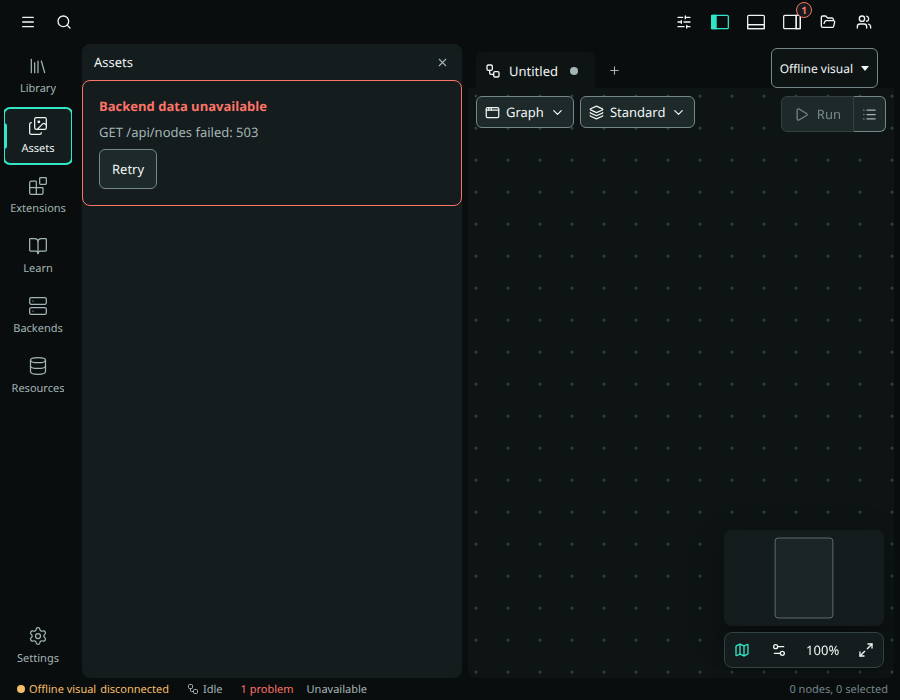 1
Library
Assets
Extensions
Learn
Backends
Resources
Settings
Assets
Backend data unavailable
GET /api/nodes failed: 503
Retry
Untitled
Offline visual
Graph
Standard
Run
100%
Offline visual disconnected
Idle
1 problem
Unavailable
0 nodes, 0 selected